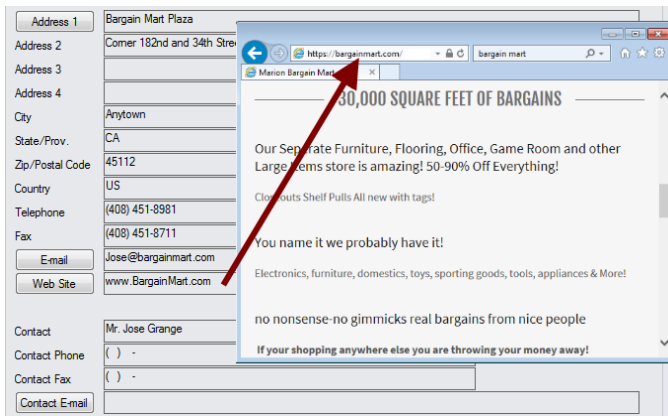 Address 1 Bargain Mart Plaza
Address 2 Corner 182nd and 34th Stre
Address 3
Address 4
City Anytown
State/Prov. CA
Zip/Postal Code 45112
Country US
Telephone (408) 451-8981
Fax (408) 451-8711
E-mail Jose@bargainmart.com
Web Site www.BargainMart.com
Contact Mr. Jose Grange
Contact Phone ( ) -
Contact Fax ( ) -
Contact E-mail
https://bargainmart.com/ bargain mart
Marion Bargain Mart
30,000 SQUARE FEET OF BARGAINS
Our Separate Furniture, Flooring, Office, Game Room and other
Large Items store is amazing! 50-90% Off Everything!
Closeouts Shelf Pulls All new with tags!
You name it we probably have it!
Electronics, furniture, domestics, toys, sporting goods, tools, appliances & More!
no nonsense-no gimmicks real bargains from nice people
If your shopping anywhere else you are throwing your money away!